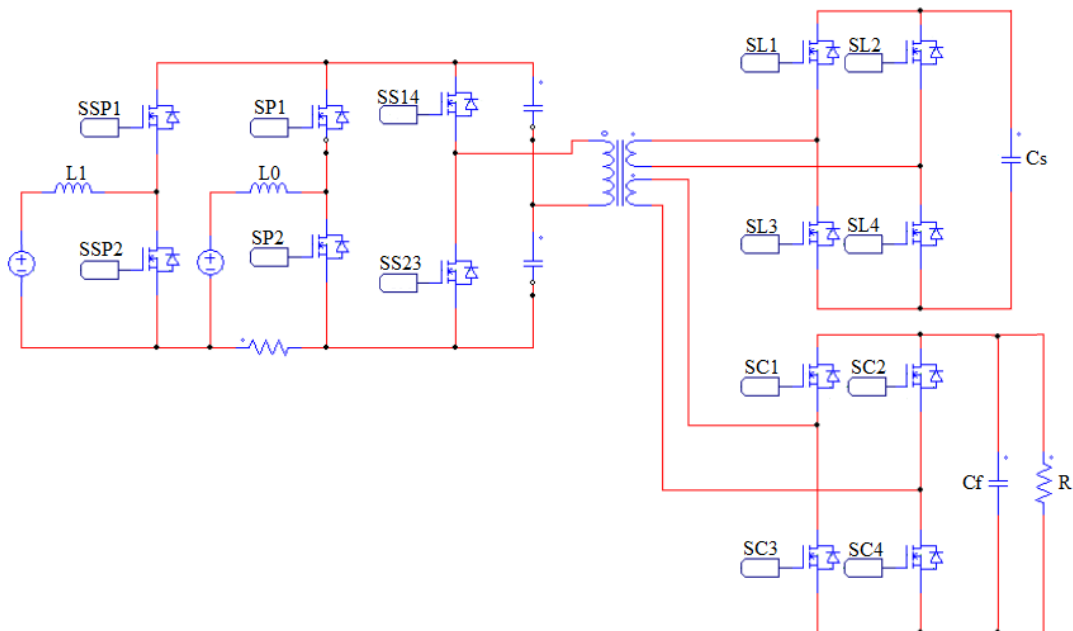 SL1
SL2
SSP1
SP1
SS14
L1
L0
Cs
SSP2
SP2
SS23
SL3
SL4
SC1
SC2
Cf
R
SC3
SC4